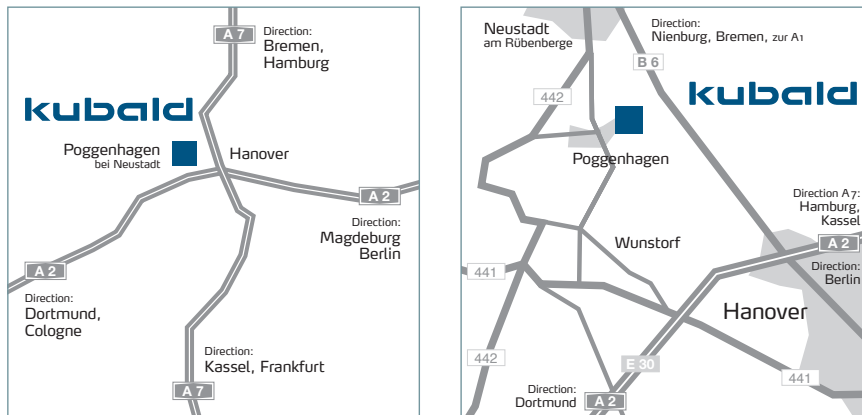 A 7
Direction:
Bremen,
Hamburg
kubald
Poggenhagen
bei Neustadt
Hanover
A 2
Direction:
Magdeburg
Berlin
A 2
Direction:
Dortmund,
Cologne
Direction:
Kassel, Frankfurt
A 7
Neustadt
am Rübenberge
Direction:
Nienburg, Bremen, zur A1
B 6
442
kubald
Poggenhagen
Direction A7:
Hamburg,
Kassel
A 2
Wunstorf
Direction:
Berlin
441
Hanover
442
E 30
441
Direction:
Dortmund
A 2